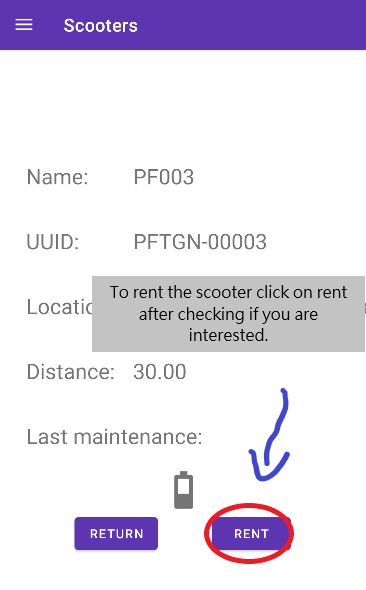 Scooters
Name: PF003
UUID: PFTGN-00003
Locatio
To rent the scooter click on rent
after checking if you are
interested.
Distance: 30.00
Last maintenance:
RETURN RENT